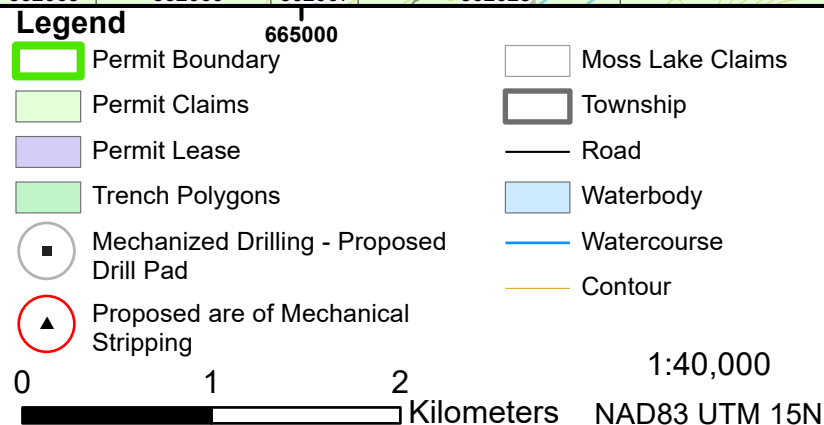 Legend
665000
Permit Boundary
Permit Claims
Permit Lease
Trench Polygons
Mechanized Drilling - Proposed
Drill Pad
Proposed are of Mechanical
Stripping
Moss Lake Claims
Township
Road
Waterbody
Watercourse
Contour
0 1 2
Kilometers
1:40,000
NAD83 UTM 15N